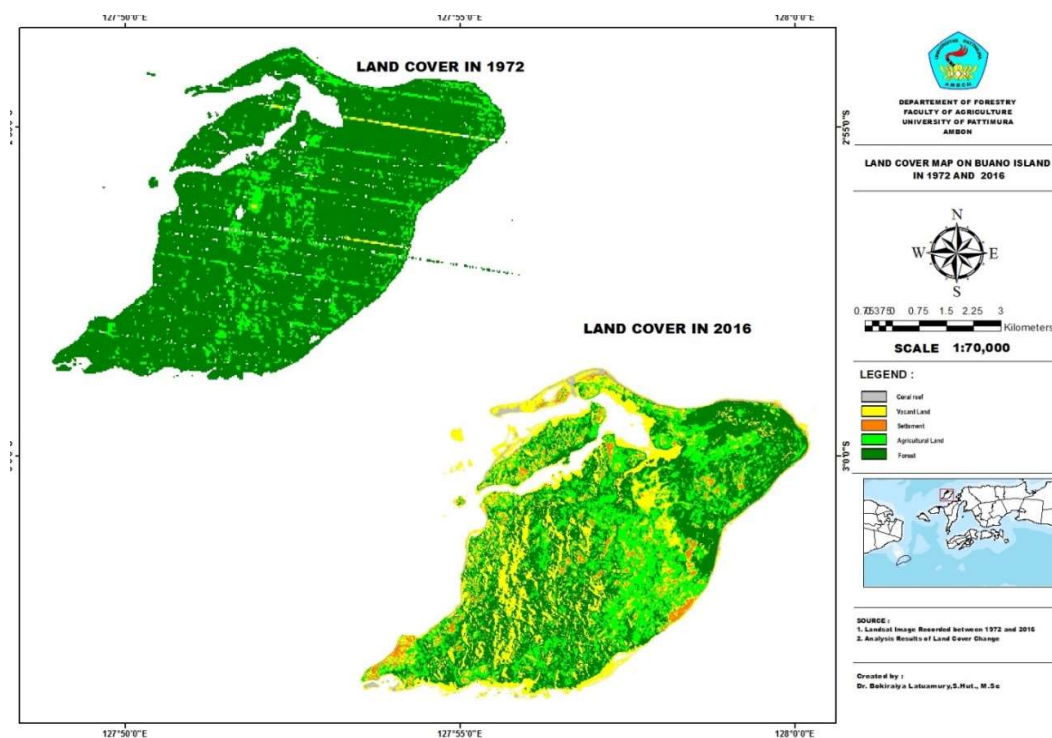 127°50'0"E
127°55'0"E
128°0'0"E
LAND COVER IN 1972
LAND COVER IN 2016
2°55'0"S
3°0'0"S
127°50'0"E
127°55'0"E
128°0'0"E
AMBON
DEPARTEMENT OF FORESTRY
FACULTY OF AGRICULTURE
UNIVERSITY OF PATTIMURA
AMBON
LAND COVER MAP ON BUANO ISLAND
IN 1972 AND 2016
N
W
E
S
0.75 1.5 2.25 3
Kilometers
SCALE 1:70,000
LEGEND :
Coral reef
Vacant Land
Settlement
Agricultural Land
Forest
SOURCE :
1. Landsat Image Recorded between 1972 and 2016
2. Analysis Results of Land Cover Change
Created by :
Dr. Bokiraiya Latuamury,S.Hut., M.Sc